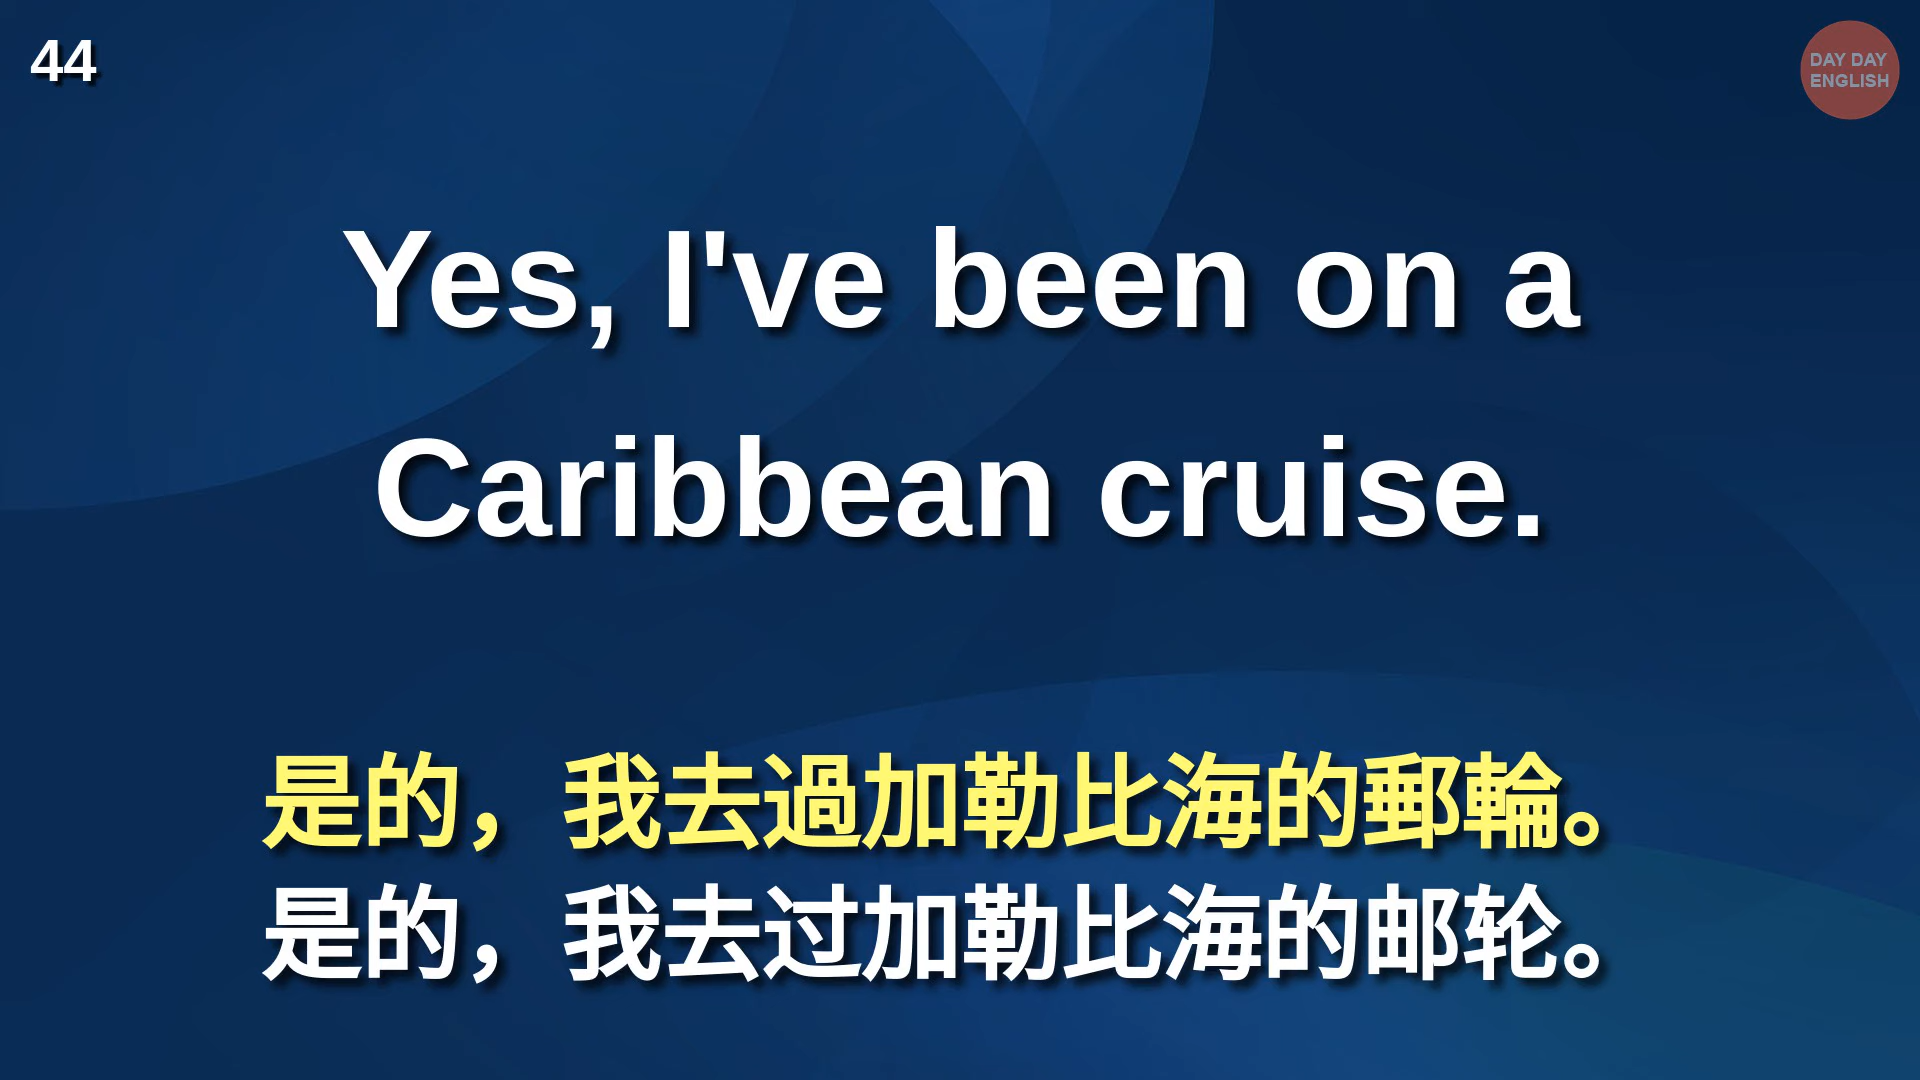 44
DAY DAY
ENGLISH
Yes, I've been on a
Caribbean cruise.
是的，我去過加勒比海的郵輪。
是的，我去过加勒比海的邮轮。